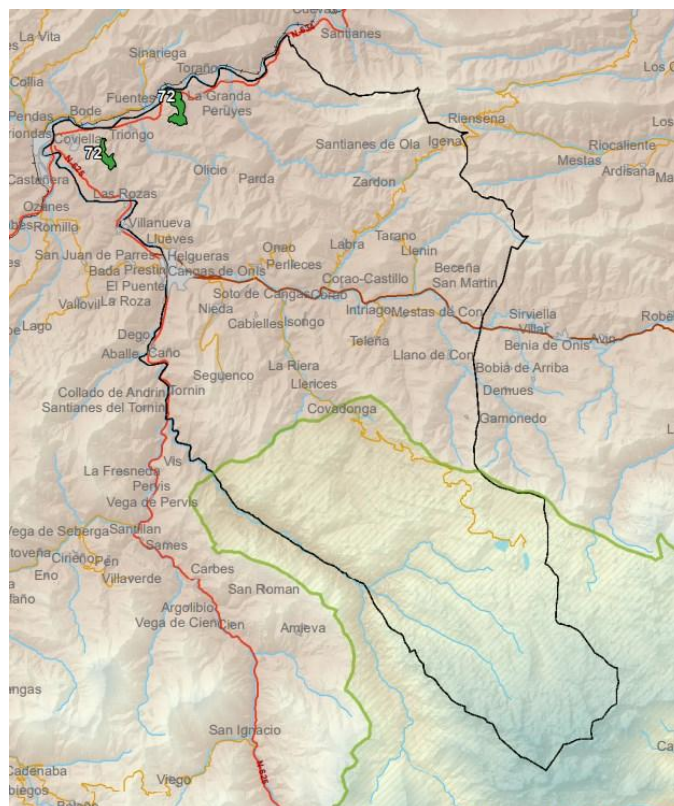 Cuevas
La Vita
Santianes
N-634
Sinariega
Toraño
Los
Collia
72
La Granda
Fuentes
Peruyes
Pendas
Bode
Riensena
Triondas
Coviella
Triongo
Santianes de Ola
Igena
Riocaliente
72
Olicio
Mestas
N-625
Parda
Zardon
Ardisana
Castañera
Las Rozas
Ozanes
Romillo
Villanueva
Llueves
Tarano
Labra
Onao
Llenin
San Juan de Parres
Helgueras
Perlleces
Beceña
Bada
Prestin
Cangas de Onis
Corao-Castillo
San Martin
El Puente
La Roza
Soto de Cangas
Corao
Vallovil
Nieda
Intriago
Mestas de Con
Sirviella
Lago
Cabielles
Isongo
Villar
Dego
Teleña
Benia de Onis
Avin
Aballe
Caño
Llano de Con
La Riera
Bobia de Arriba
Seguenco
Llerices
Collado de Andrin
Tornin
Demues
Santianes del Tornin
Covadonga
Gamonedo
Vis
La Fresneda
Pervis
Vega de Pervis
Vega de Seberga
Santillan
Sames
Cirieño
Pen
Carbes
Eno
Villaverde
San Roman
Argolibio
Vega de Cien
Cien
Amieva
San Ignacio
N-625
Viego